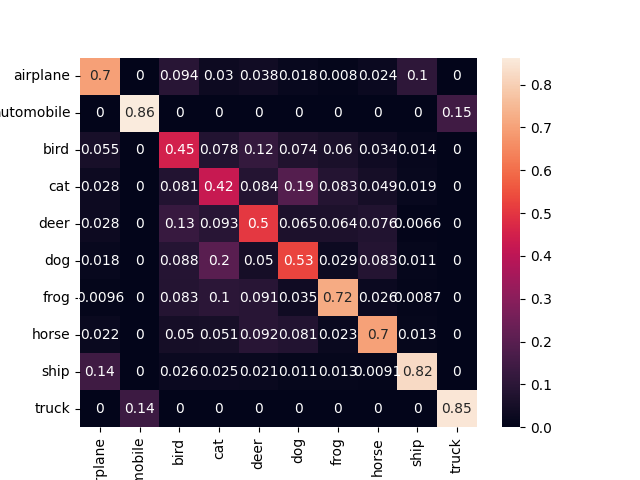 airplane 0.7 0 0.094 0.03 0.038 0.018 0.008 0.024 0.1 0
utomobile 0 0.86 0 0 0 0 0 0 0 0.15
bird 0.055 0 0.45 0.078 0.12 0.074 0.06 0.034 0.014 0
cat 0.028 0 0.081 0.42 0.084 0.19 0.083 0.049 0.019 0
deer 0.028 0 0.13 0.093 0.5 0.065 0.064 0.076 0.0066 0
dog 0.018 0 0.088 0.2 0.05 0.53 0.029 0.083 0.011 0
frog 0.0096 0 0.083 0.1 0.091 0.035 0.72 0.026 0.0087 0
horse 0.022 0 0.05 0.051 0.092 0.081 0.023 0.7 0.013 0
ship 0.14 0 0.026 0.025 0.021 0.011 0.013 0.0091 0.82 0
truck 0 0.14 0 0 0 0 0 0 0 0.85
rplane mobile bird cat deer dog frog horse ship truck
0.8
0.7
0.6
0.5
0.4
0.3
0.2
0.1
0.0